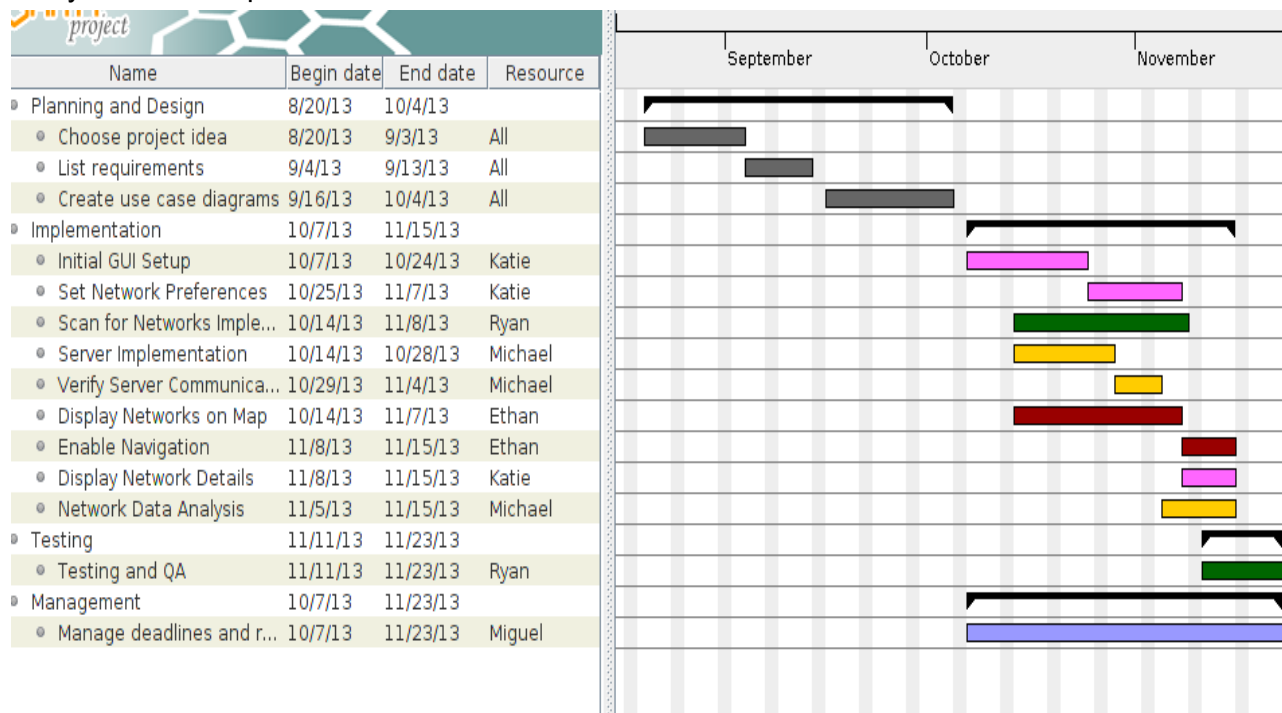 project
September October November
Name Begin date End date Resource
Planning and Design 8/20/13 10/4/13
Choose project idea 8/20/13 9/3/13 All
List requirements 9/4/13 9/13/13 All
Create use case diagrams 9/16/13 10/4/13 All
Implementation 10/7/13 11/15/13
Initial GUI Setup 10/7/13 10/24/13 Katie
Set Network Preferences 10/25/13 11/7/13 Katie
Scan for Networks Imple... 10/14/13 11/8/13 Ryan
Server Implementation 10/14/13 10/28/13 Michael
Verify Server Communica... 10/29/13 11/4/13 Michael
Display Networks on Map 10/14/13 11/7/13 Ethan
Enable Navigation 11/8/13 11/15/13 Ethan
Display Network Details 11/8/13 11/15/13 Katie
Network Data Analysis 11/5/13 11/15/13 Michael
Testing 11/11/13 11/23/13
Testing and QA 11/11/13 11/23/13 Ryan
Management 10/7/13 11/23/13
Manage deadlines and r... 10/7/13 11/23/13 Miguel